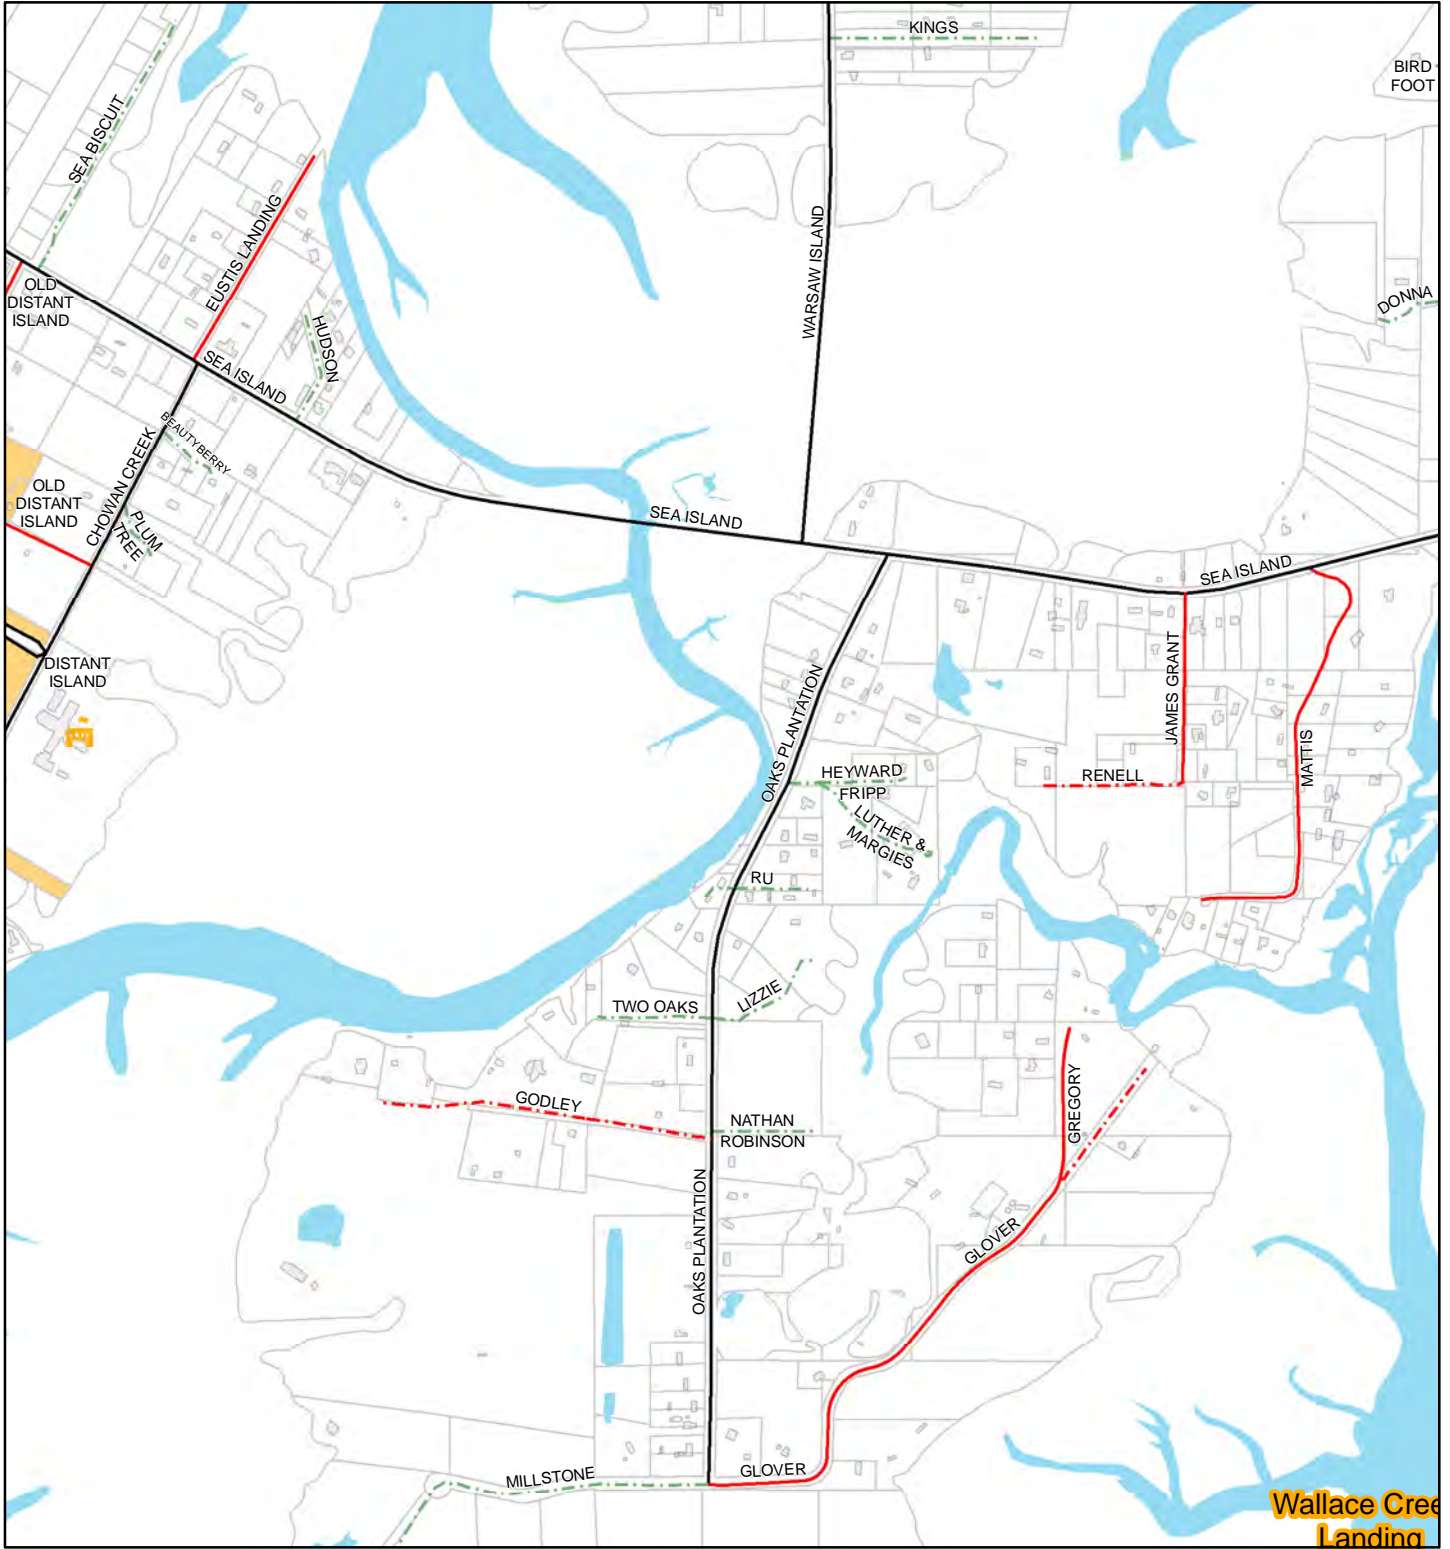 KINGS
BIRD
FOOT
SEA BISCUIT
EUSTIS LANDING
WARSAW ISLAND
OLD
DISTANT
ISLAND
DONNA
HUDSON
SEA ISLAND
BEAUTYBERRY
CHOWAN CREEK
OLD
DISTANT
ISLAND
PLUM
TREE
SEA ISLAND
SEA ISLAND
DISTANT
ISLAND
JAMES GRANT
OAKS PLANTATION
MATTIS
HEYWARD
FRIPP
RENELL
LUTHER &
MARGIES
RU
TWO OAKS
LIZZIE
GODLEY
NATHAN
ROBINSON
GREGORY
OAKS PLANTATION
GLOVER
MILLSTONE
GLOVER
Wallace Cree
Landing